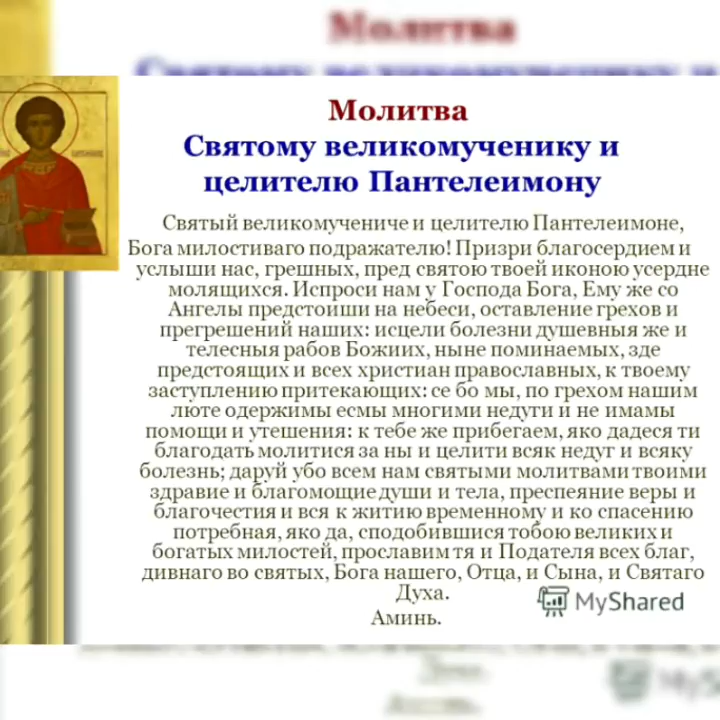 Молитва
Молитва
Святому великомученику и
целителю Пантелеимону
Святый великомучениче и целителю Пантелеимоне,
Бога милостиваго подражателю! Призри благосердием и
услыши нас, грешных, пред святою твоей иконою усердне
молящихся. Испроси нам у Господа Бога, Ему же со
Ангелы предстоиши на небеси, оставление грехов и
прегрешений наших: исцели болезни душевныя же и
телесныя рабов Божиих, ныне поминаемых, зде
предстоящих и всех христиан православных, к твоему
заступлению притекающих: се бо мы, по грехом нашим
люте одержимы есмы многими недуги и не имамы
помощи и утешения: к тебе же прибегаем, яко дадеся ти
благодать молитися за ны и целити всяк недуг и всяку
болезнь; даруй убо всем нам святыми молитвами твоими
здравие и благомощие души и тела, преспеяние веры и
благочестия и вся к житию временному и ко спасению
потребная, яко да, сподобившися тобою великих и
богатых милостей, прославим тя и Подателя всех благ,
дивнаго во святых, Бога нашего, Отца, и Сына, и Святаго
Духа.
MyShared
Аминь.